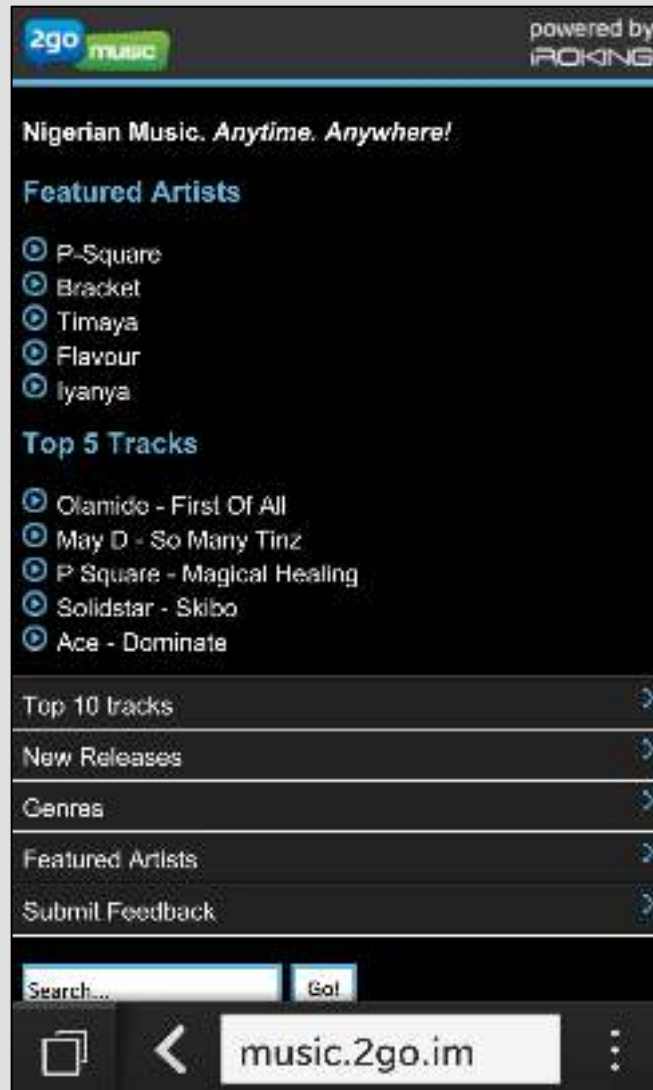 2go music
powered by
iROKING
Nigerian Music. Anytime. Anywhere!
Featured Artists
P-Square
Bracket
Timaya
Flavour
Iyanya
Top 5 Tracks
Olamide - First Of All
May D - So Many Tinz
P Square - Magical Healing
Solidstar - Skibo
Ace - Dominate
Top 10 tracks
New Releases
Genres
Featured Artists
Submit Feedback
Search... Go!
music.2go.im